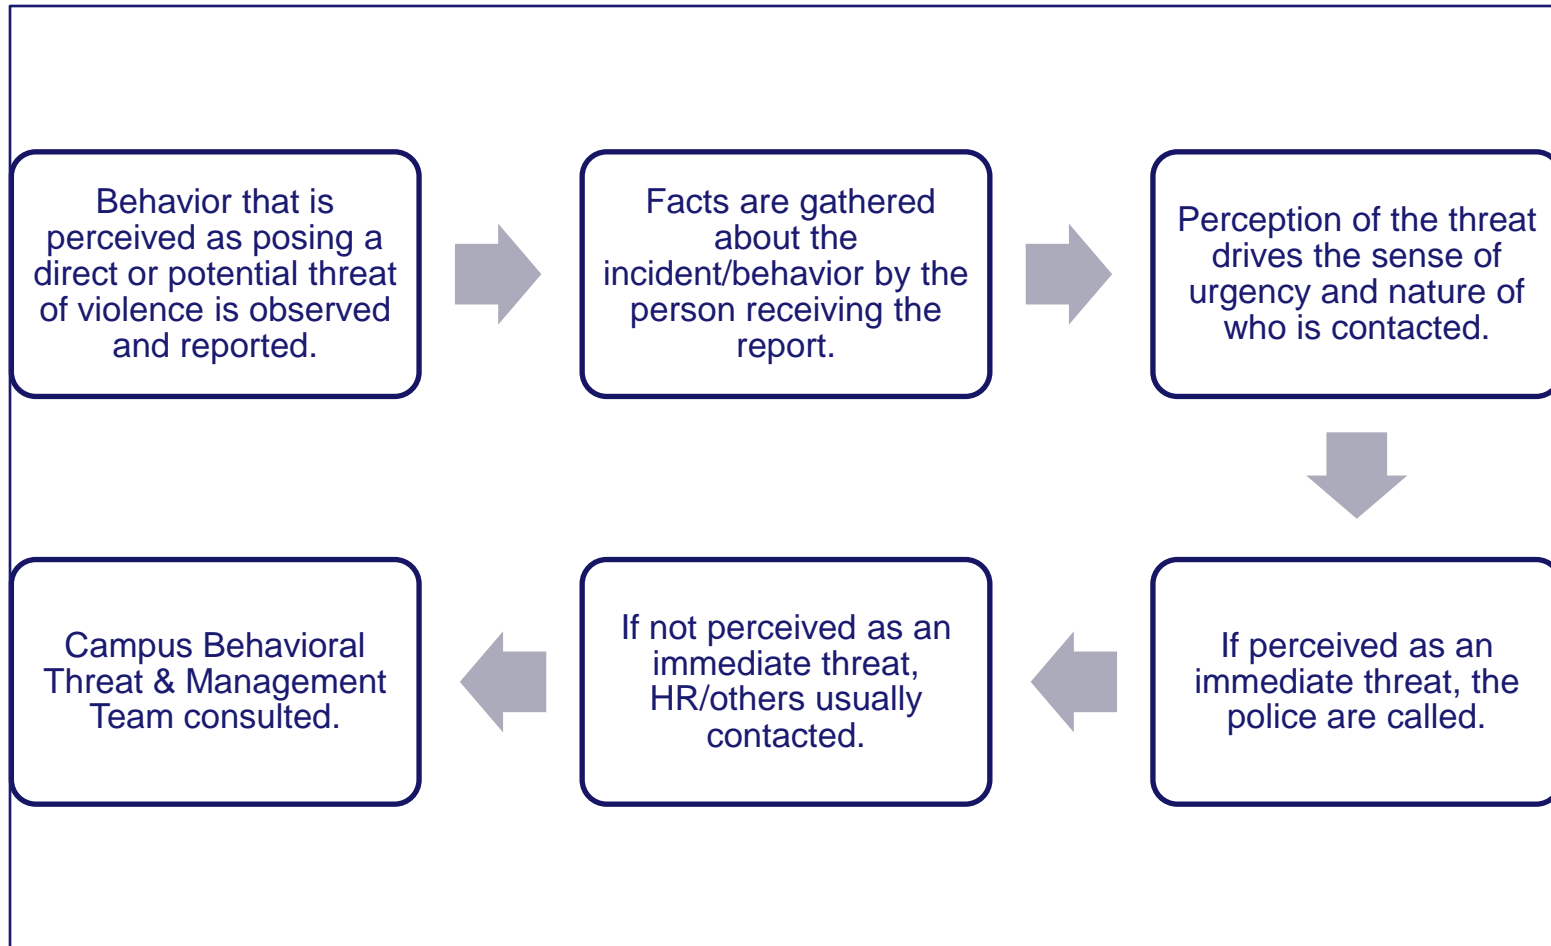 Behavior that is
perceived as posing a
direct or potential threat
of violence is observed
and reported.
Facts are gathered
about the
incident/behavior by the
person receiving the
report.
Perception of the threat
drives the sense of
urgency and nature of
who is contacted.
If perceived as an
immediate threat, the
police are called.
If not perceived as an
immediate threat,
HR/others usually
contacted.
Campus Behavioral
Threat & Management
Team consulted.